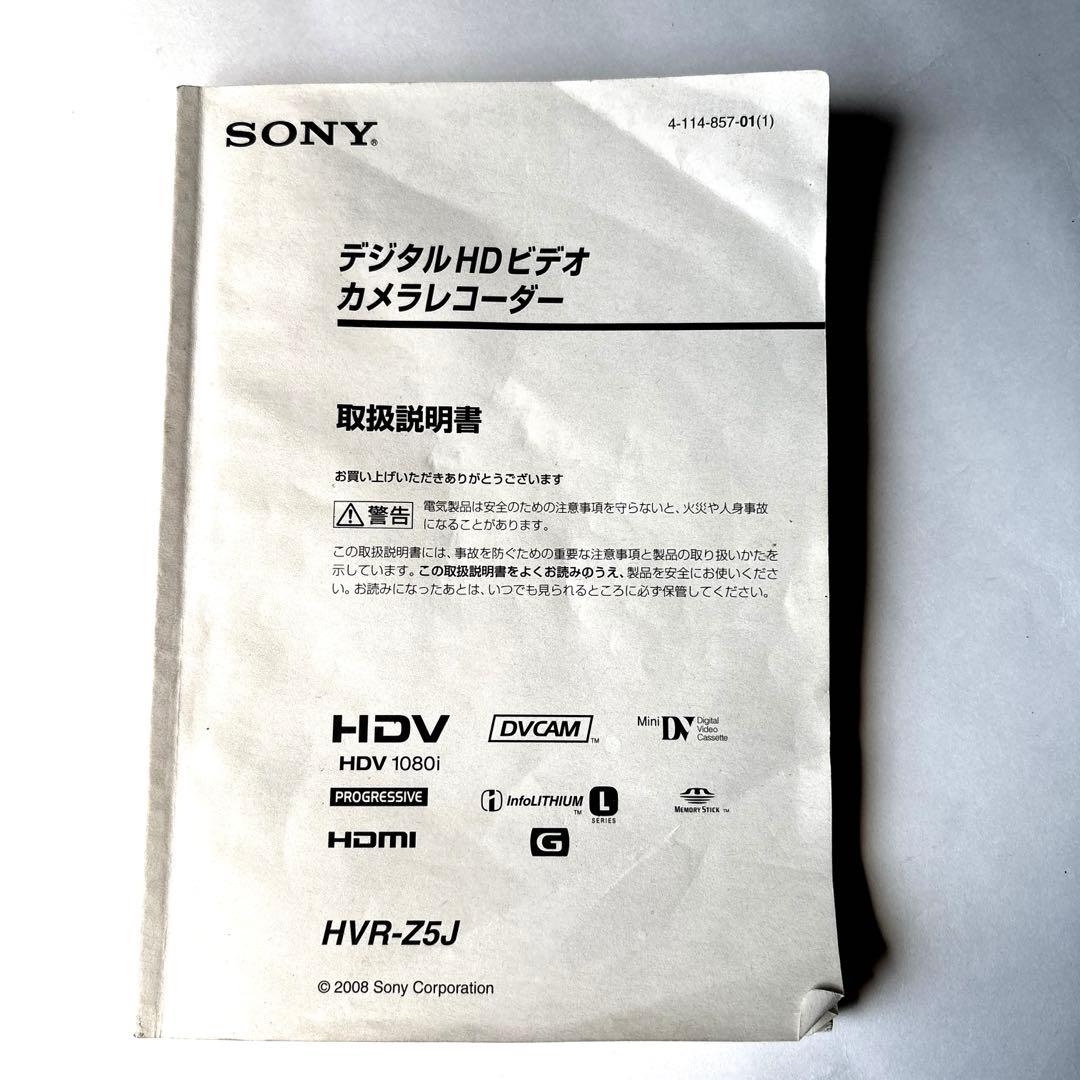 SONY®
4-114-857-01(1)
デジタルHDビデオ
カメラレコーダー
取扱説明書
お買い上げいただきありがとうございます
警告
電気製品は安全のための注意事項を守らないと、火災や人身事故
になることがあります。
この取扱説明書には、事故を防ぐための重要な注意事項と製品の取り扱いかたを
示しています。この取扱説明書をよくお読みのうえ、製品を安全にお使いくださ
い。お読みになったあとは、いつでも見られるところに必ず保管してください。
HDV
HDV 1080i
DVCAM™
Mini DV Digital
Video
Cassette
PROGRESSIVE
InfoLITHIUM™ L
SERIES
MEMORY STICK™
HDMI
G
HVR-Z5J
© 2008 Sony Corporation